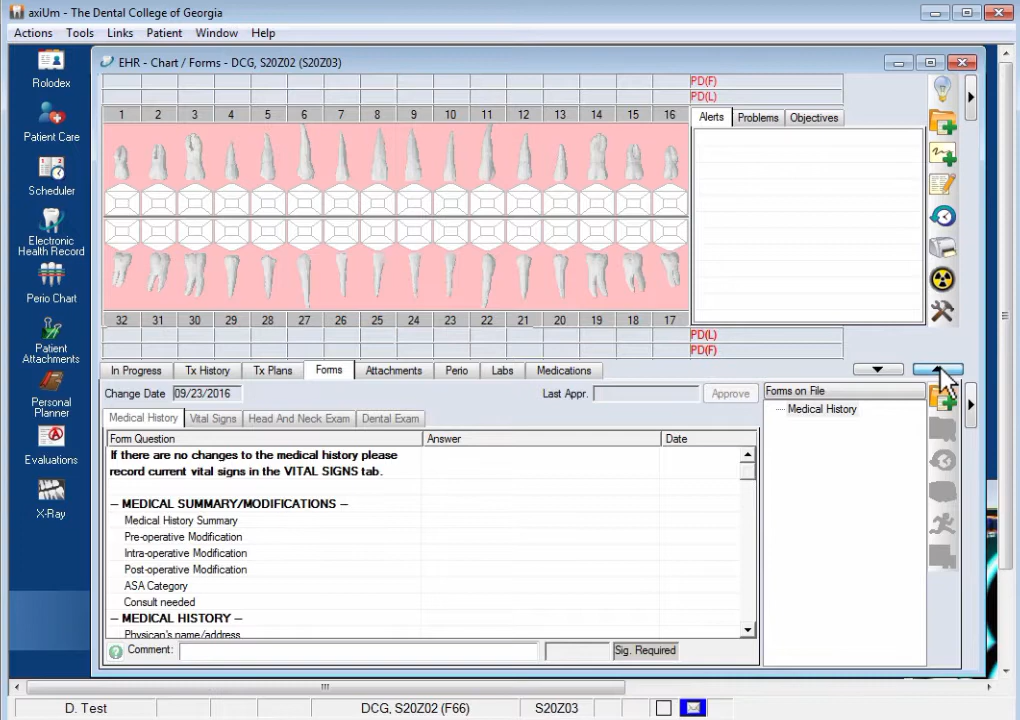 axiUm - The Dental College of Georgia
Actions Tools Links Patient Window Help
Rolodex
Patient Care
Scheduler
Electronic
Health Record
Perio Chart
Patient
Attachments
Personal
Planner
Evaluations
X-Ray
EHR - Chart / Forms - DCG, S20Z02 (S20Z03)
PD(F)
PD(L)
1 2 3 4 5 6 7 8 9 10 11 12 13 14 15 16
Alerts Problems Objectives
32 31 30 29 28 27 26 25 24 23 22 21 20 19 18 17
PD(L)
PD(F)
In Progress Tx History Tx Plans Forms Attachments Perio Labs Medications
Change Date 09/23/2016 Last Appr. Approve
Forms on File
Medical History
Medical History Vital Signs Head And Neck Exam Dental Exam
Form Question Answer Date
If there are no changes to the medical history please
record current vital signs in the VITAL SIGNS tab.
-- MEDICAL SUMMARY/MODIFICATIONS --
Medical History Summary
Pre-operative Modification
Intra-operative Modification
Post-operative Modification
ASA Category
Consult needed
-- MEDICAL HISTORY --
Physican's name/address
Comment: Sig. Required
D. Test DCG, S20Z02 (F66) S20Z03